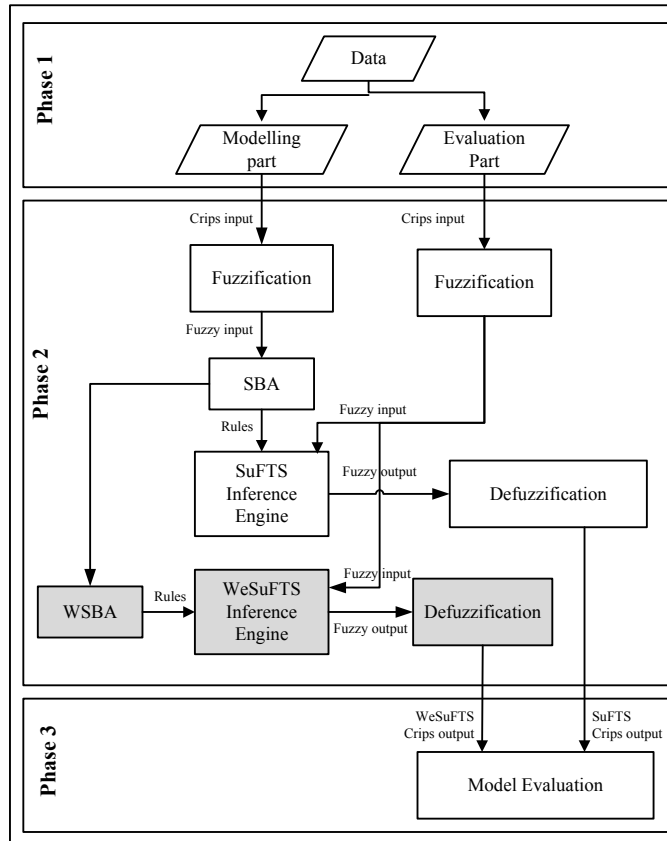 Phase 1
Data
Modelling
part
Evaluation
Part
Phase 2
Crips input
Crips input
Fuzzification
Fuzzification
Fuzzy input
SBA
Fuzzy input
Rules
SuFTS
Inference
Engine
Fuzzy output
Defuzzification
Fuzzy input
WSBA
Rules
WeSuFTS
Inference
Engine
Fuzzy output
Defuzzification
Phase 3
WeSuFTS
Crips output
SuFTS
Crips output
Model Evaluation